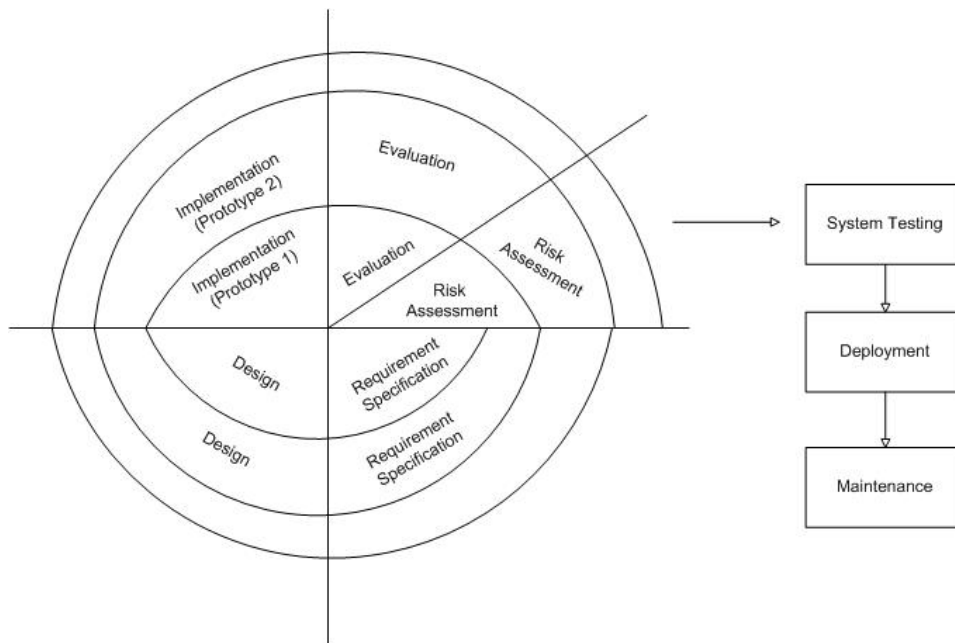 Implementation
(Prototype 2)
Evaluation
Implementation
(Prototype 1)
Evaluation
Risk
Assessment
Risk
Assessment
Design
Requirement
Specification
Design
Requirement
Specification
System Testing
Deployment
Maintenance